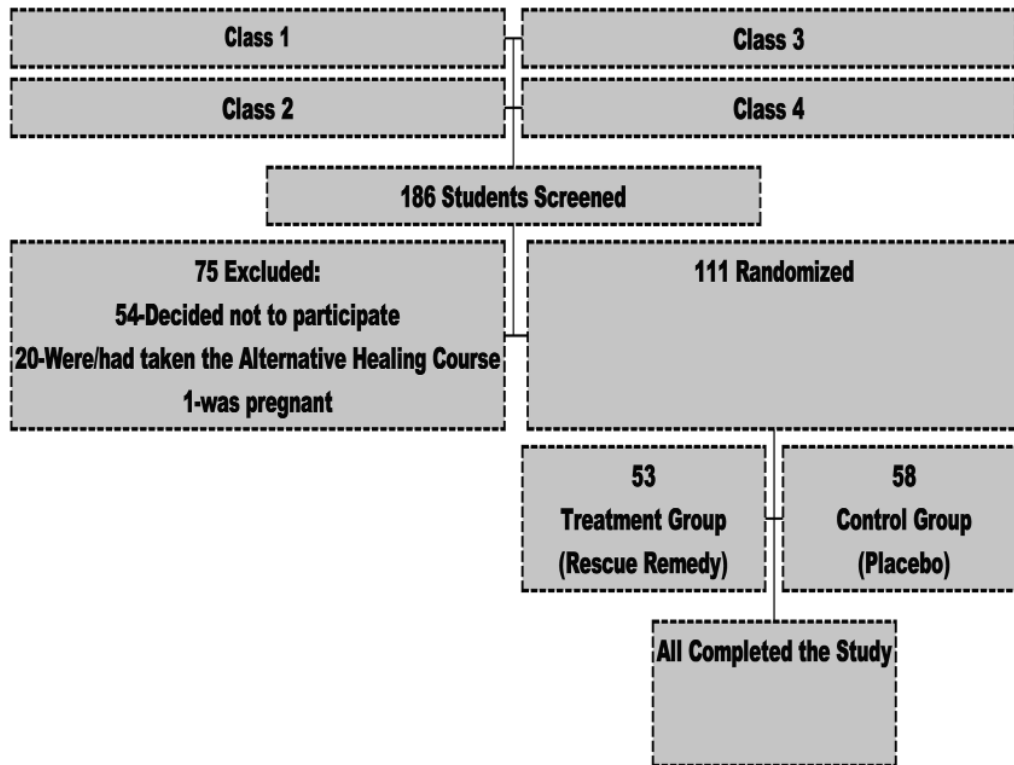 Class 1
Class 3
Class 2
Class 4
186 Students Screened
75 Excluded:
54-Decided not to participate
20-Were/had taken the Alternative Healing Course
1-was pregnant
111 Randomized
53
Treatment Group
(Rescue Remedy)
58
Control Group
(Placebo)
All Completed the Study